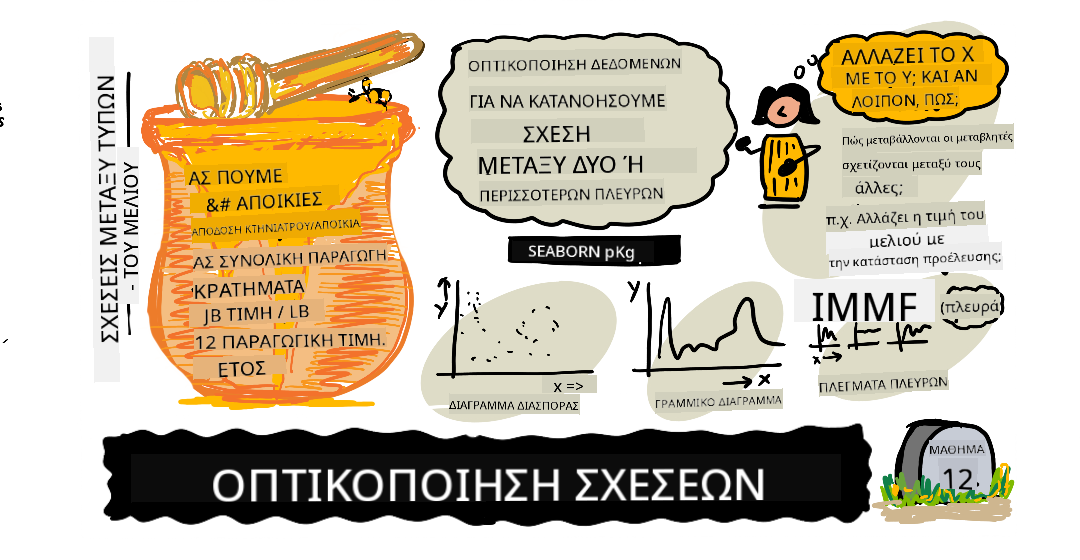 ΣΧΕΣΕΙΣ ΜΕΤΑΞΥ ΤΥΠΩΝ
- ΤΟΥ ΜΕΛΙΟΥ
ΑΣ ΠΟΥΜΕ
&# ΑΠΟΙΚΙΕΣ
ΑΠΟΔΟΣΗ ΚΤΗΝΙΑΤΡΟΥ/ΑΠΟΙΚΙΑ
ΑΣ ΣΥΝΟΛΙΚΗ ΠΑΡΑΓΩΓΗ
ΚΡΑΤΗΜΑΤΑ
JB ΤΙΜΗ / LB
12 ΠΑΡΑΓΩΓΙΚΗ ΤΙΜΗ.
ΕΤΟΣ
ΟΠΤΙΚΟΠΟΙΗΣΗ ΔΕΔΟΜΕΝΩΝ
ΓΙΑ ΝΑ ΚΑΤΑΝΟΗΣΟΥΜΕ
ΣΧΕΣΗ
ΜΕΤΑΞΥ ΔΥΟ Ή
ΠΕΡΙΣΣΟΤΕΡΩΝ ΠΛΕΥΡΩΝ
SEABORN pKg
ΑΛΛΑΖΕΙ ΤΟ Χ
ΜΕ ΤΟ Υ; ΚΑΙ ΑΝ
ΛΟΙΠΟΝ, ΠΩΣ;
Πώς μεταβάλλονται οι μεταβλητές
σχετίζονται μεταξύ τους
άλλες;
π.χ. Αλλάζει η τιμή του
μελιού με
την κατάσταση προέλευσης;
y
x =>
ΔΙΑΓΡΑΜΜΑ ΔΙΑΣΠΟΡΑΣ
y
x
ΓΡΑΜΜΙΚΟ ΔΙΑΓΡΑΜΜΑ
IMMF
(πλευρά)
x
ΠΛΕΓΜΑΤΑ ΠΛΕΥΡΩΝ
ΟΠΤΙΚΟΠΟΙΗΣΗ ΣΧΕΣΕΩΝ
ΜΑΘΗΜΑ
12